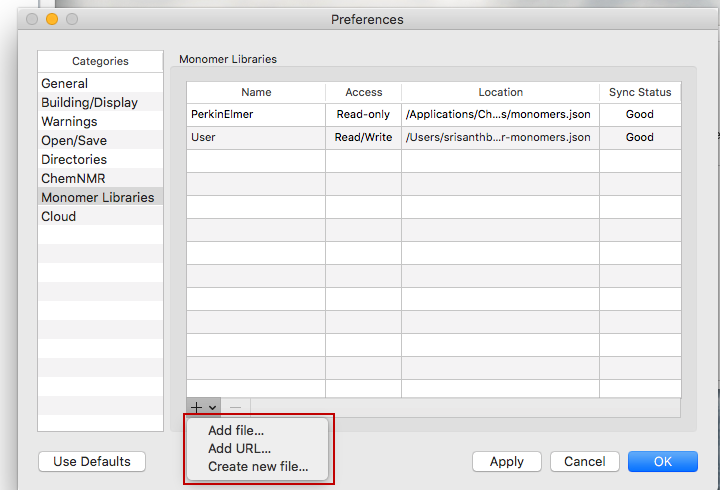 Preferences
Categories
General
Building/Display
Warnings
Open/Save
Directories
ChemNMR
Monomer Libraries
Cloud
Monomer Libraries
Name Access Location Sync Status
PerkinElmer Read-only /Applications/Ch...s/monomers.json Good
User Read/Write /Users/srisanthb...r-monomers.json Good
+ −
Add file...
Add URL...
Create new file...
Use Defaults Apply Cancel OK